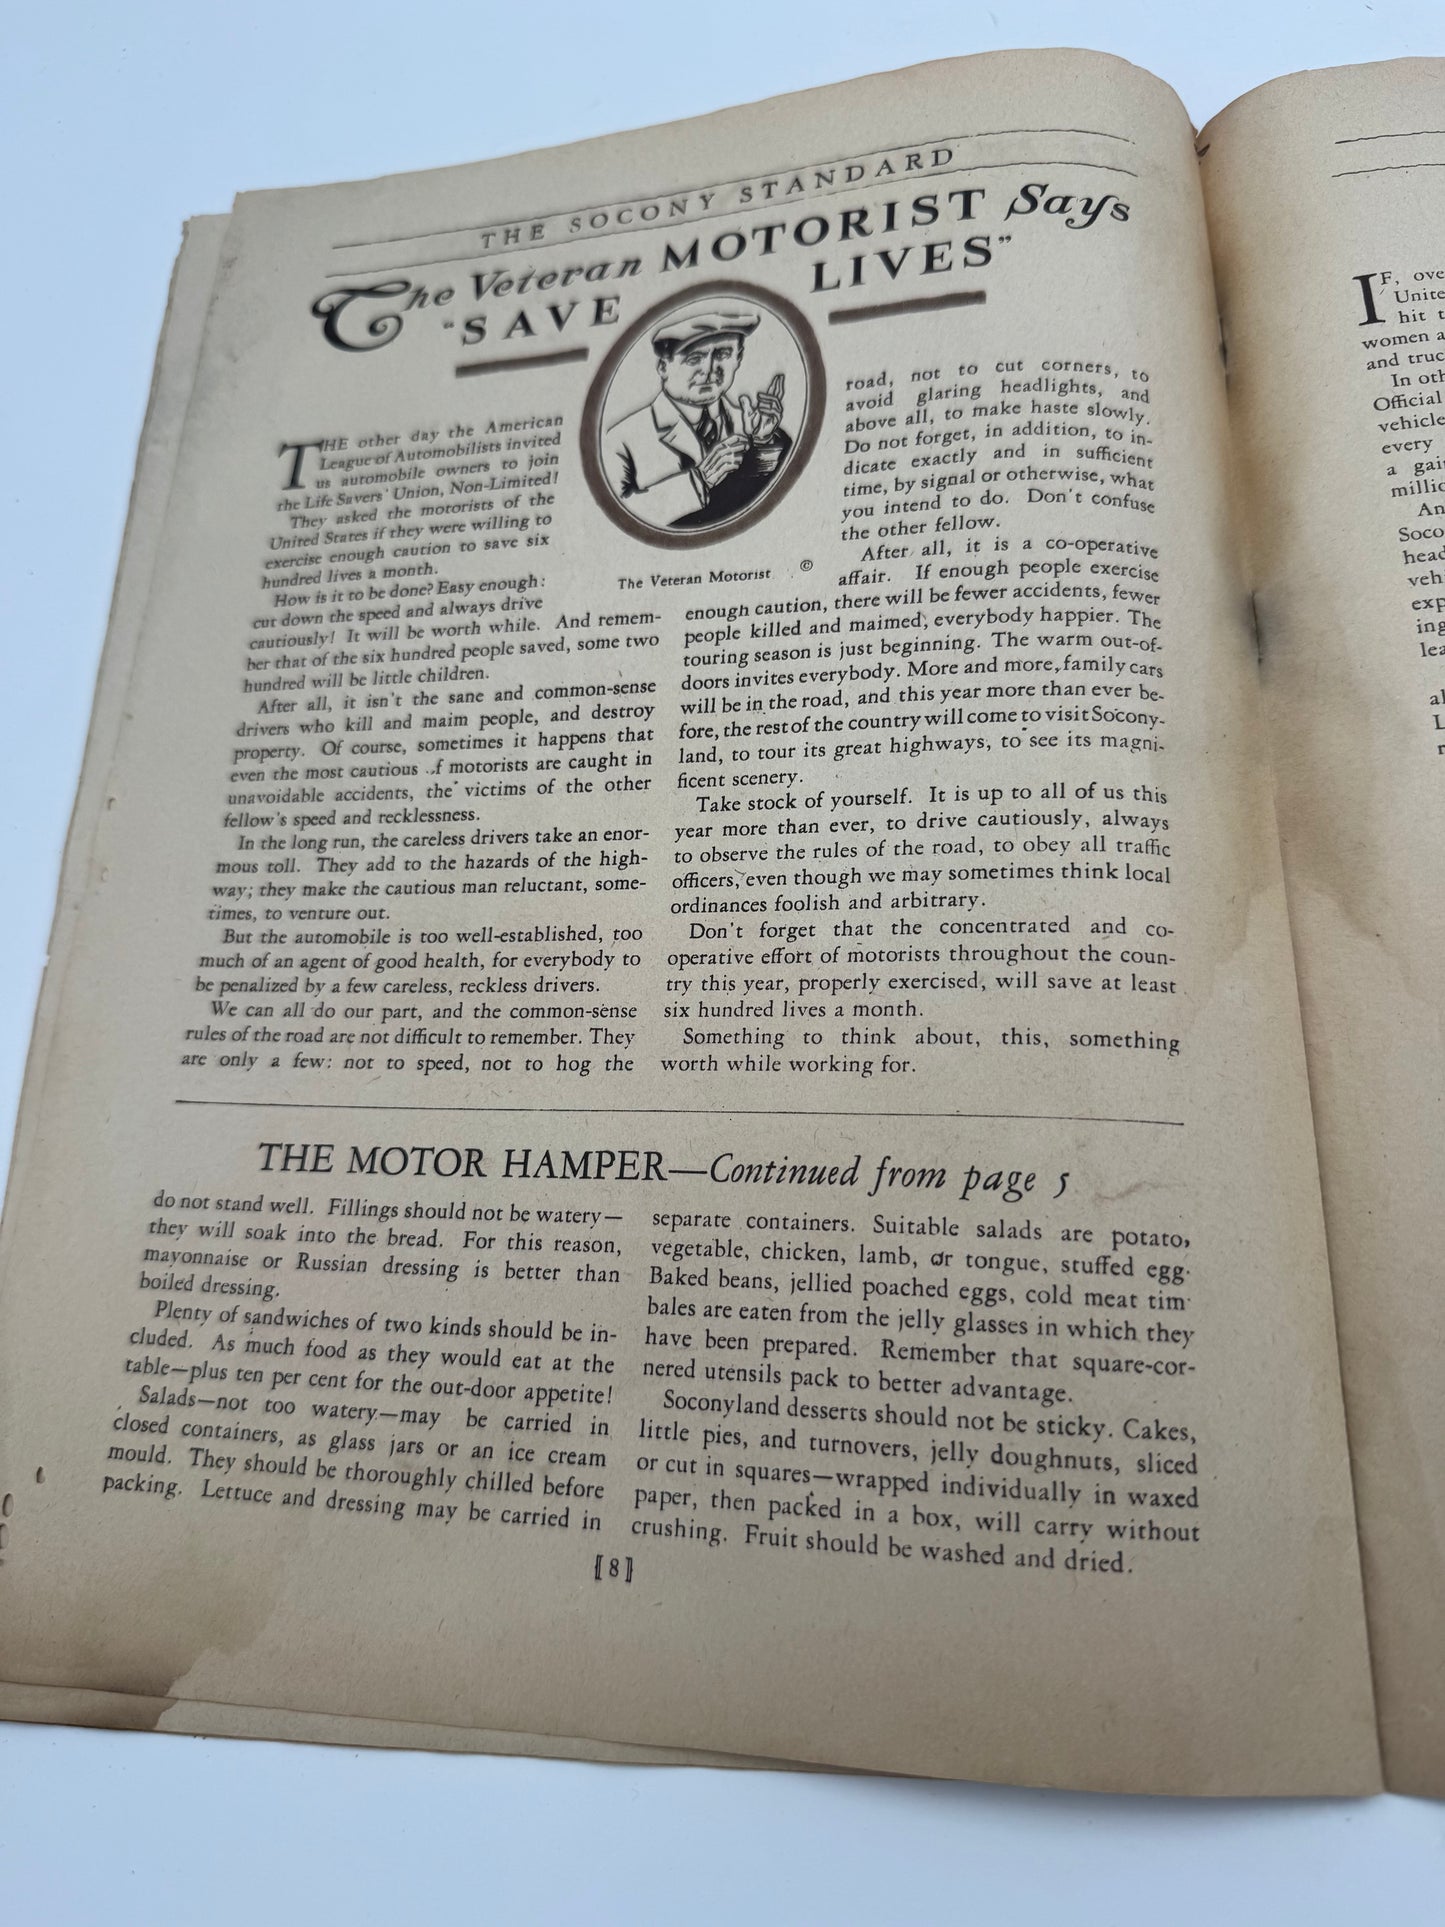 THE SOCONY STANDARD
The Veteran MOTORIST Says
"SAVE LIVES"
THE other day the American
League of Automobilists invited
us automobile owners to join
the Life Savers' Union, Non-Limited!
They asked the motorists of the
United States if they were willing to
exercise enough caution to save six
hundred lives a month.
How is it to be done? Easy enough:
cut down the speed and always drive
cautiously! It will be worth while. And remem-
ber that of the six hundred people saved, some two
hundred will be little children.
After all, it isn't the sane and common-sense
drivers who kill and maim people, and destroy
property. Of course, sometimes it happens that
even the most cautious of motorists are caught in
unavoidable accidents, the victims of the other
fellow's speed and recklessness.
In the long run, the careless drivers take an enor-
mous toll. They add to the hazards of the high-
way; they make the cautious man reluctant, some-
times, to venture out.
But the automobile is too well-established, too
much of an agent of good health, for everybody to
be penalized by a few careless, reckless drivers.
We can all do our part, and the common-sense
rules of the road are not difficult to remember. They
are only a few: not to speed, not to hog the
The Veteran Motorist ©
road, not to cut corners, to
avoid glaring headlights, and
above all, to make haste slowly.
Do not forget, in addition, to in-
dicate exactly and in sufficient
time, by signal or otherwise, what
you intend to do. Don't confuse
the other fellow.
After all, it is a co-operative
affair. If enough people exercise
enough caution, there will be fewer accidents, fewer
people killed and maimed, everybody happier. The
touring season is just beginning. The warm out-of-
doors invites everybody. More and more, family cars
will be in the road, and this year more than ever be-
fore, the rest of the country will come to visit Socony-
land, to tour its great highways, to see its magni-
ficent scenery.
Take stock of yourself. It is up to all of us this
year more than ever, to drive cautiously, always
to observe the rules of the road, to obey all traffic
officers, even though we may sometimes think local
ordinances foolish and arbitrary.
Don't forget that the concentrated and co-
operative effort of motorists throughout the coun-
try this year, properly exercised, will save at least
six hundred lives a month.
Something to think about, this, something
worth while working for.
THE MOTOR HAMPER—Continued from page 5
do not stand well. Fillings should not be watery—
they will soak into the bread. For this reason,
mayonnaise or Russian dressing is better than
boiled dressing.
Plenty of sandwiches of two kinds should be in-
cluded. As much food as they would eat at the
table—plus ten per cent for the out-door appetite!
Salads—not too watery—may be carried in
closed containers, as glass jars or an ice cream
mould. They should be thoroughly chilled before
packing. Lettuce and dressing may be carried in
separate containers. Suitable salads are potato,
vegetable, chicken, lamb, or tongue, stuffed egg.
Baked beans, jellied poached eggs, cold meat tim-
bales are eaten from the jelly glasses in which they
have been prepared. Remember that square-cor-
nered utensils pack to better advantage.
Soconyland desserts should not be sticky. Cakes,
little pies, and turnovers, jelly doughnuts, sliced
or cut in squares—wrapped individually in waxed
paper, then packed in a box, will carry without
crushing. Fruit should be washed and dried.
[8]
IF, ove
Unite
hit t
women a
and truc
In oth
Official
vehicle
every
a gai
millio
An
Soco
head
veh
exp
ing
lea
al
L